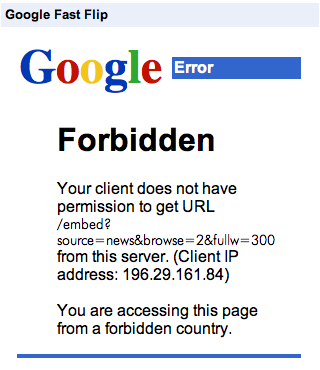 Google Fast Flip
Google Error
Forbidden
Your client does not have
permission to get URL
/embed?
source=news&browse=2&fullw=300
from this server. (Client IP
address: 196.29.161.84)
You are accessing this page
from a forbidden country.